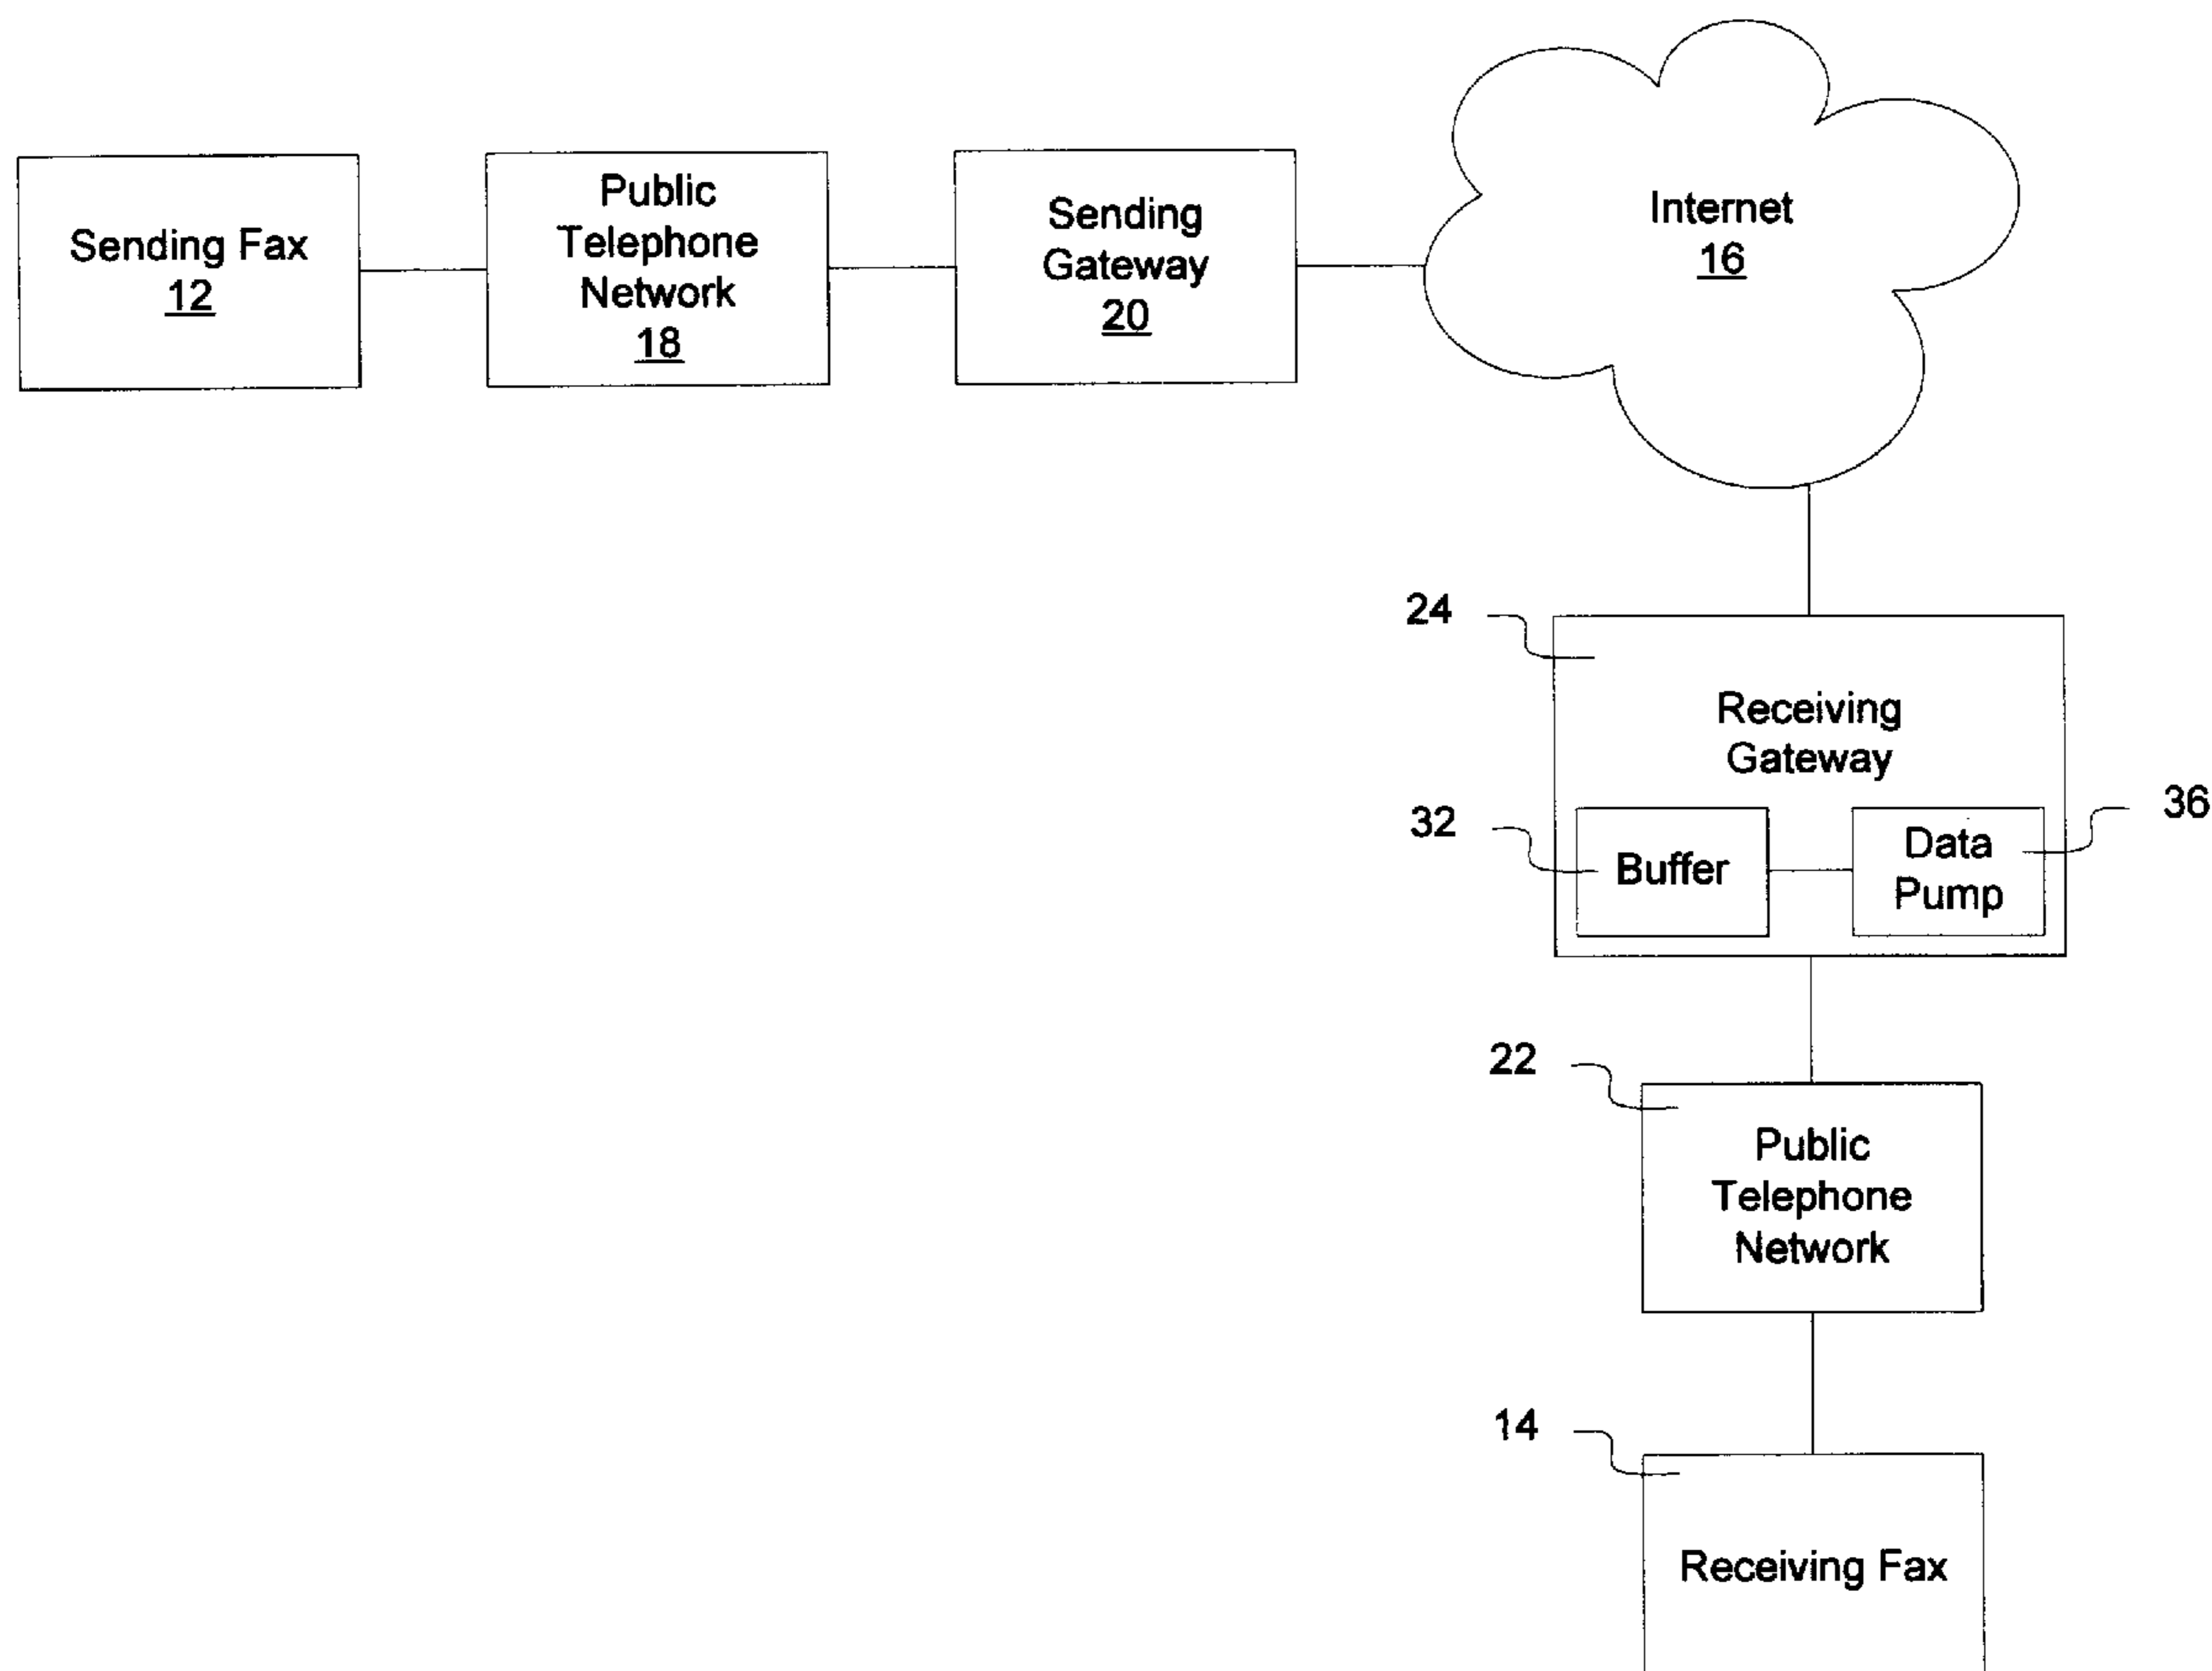 Sending Fax
12
Public
Telephone
Network
18
Sending
Gateway
20
Internet
16
24
Receiving
Gateway
32
Buffer
Data
Pump
36
22
Public
Telephone
Network
14
Receiving Fax